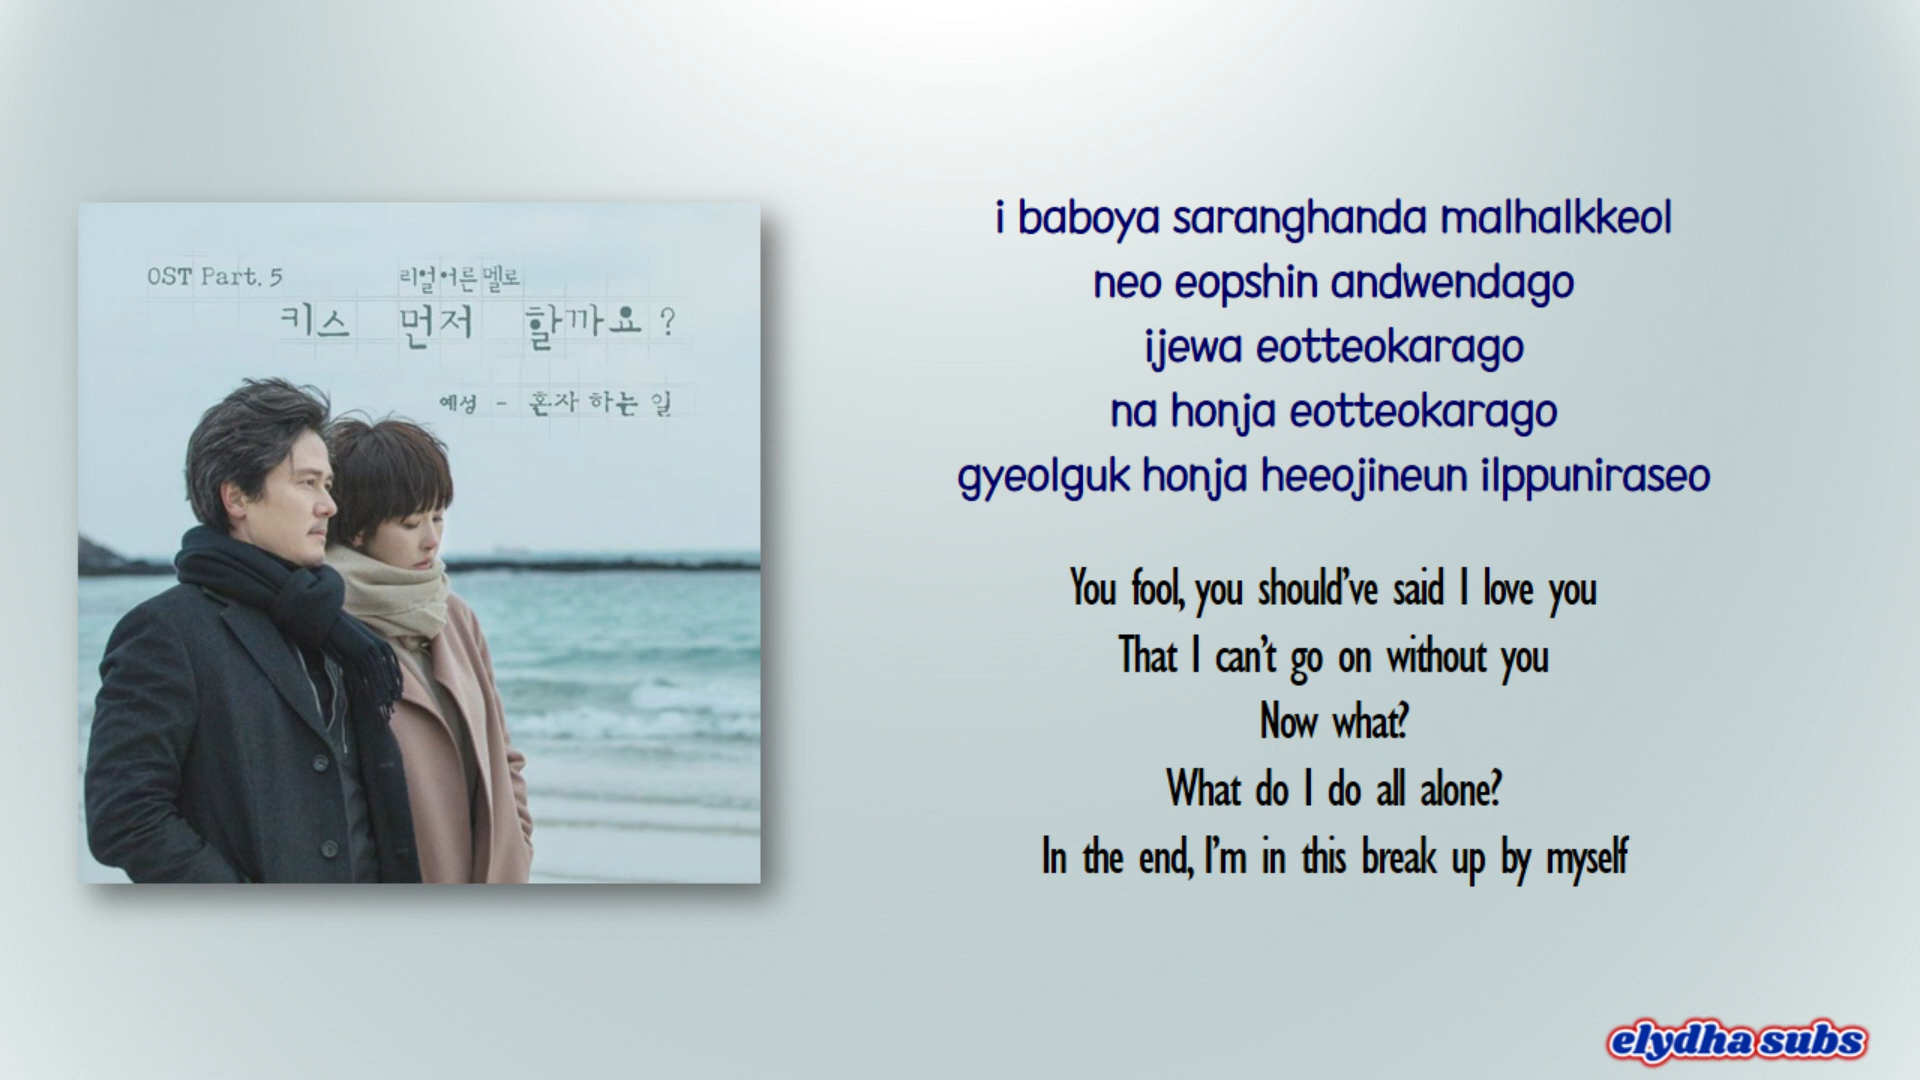 OST Part. 5
리얼어른멜로
키스 먼저 할까요?
예성 - 혼자 하는 일
i baboya saranghanda malhalkkeol
neo eopshin andwendago
ijewa eotteokarago
na honja eotteokarago
gyeolguk honja heeojineun ilppuniraseo
You fool, you should’ve said I love you
That I can’t go on without you
Now what?
What do I do all alone?
In the end, I’m in this break up by myself
elydha subs